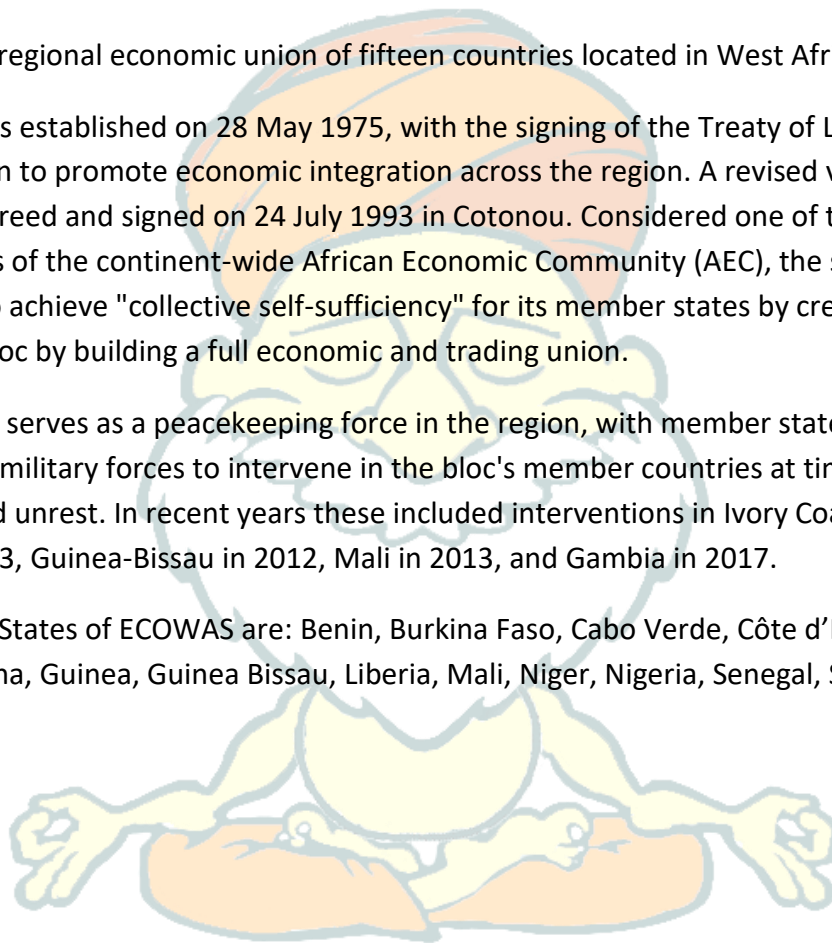 regional economic union of fifteen countries located in West Afr
s established on 28 May 1975, with the signing of the Treaty of L
n to promote economic integration across the region. A revised v
reed and signed on 24 July 1993 in Cotonou. Considered one of t
s of the continent-wide African Economic Community (AEC), the s
o achieve "collective self-sufficiency" for its member states by cre
oc by building a full economic and trading union.
serves as a peacekeeping force in the region, with member state
military forces to intervene in the bloc's member countries at ti
d unrest. In recent years these included interventions in Ivory Coa
3, Guinea-Bissau in 2012, Mali in 2013, and Gambia in 2017.
States of ECOWAS are: Benin, Burkina Faso, Cabo Verde, Côte d’
na, Guinea, Guinea Bissau, Liberia, Mali, Niger, Nigeria, Senegal, S